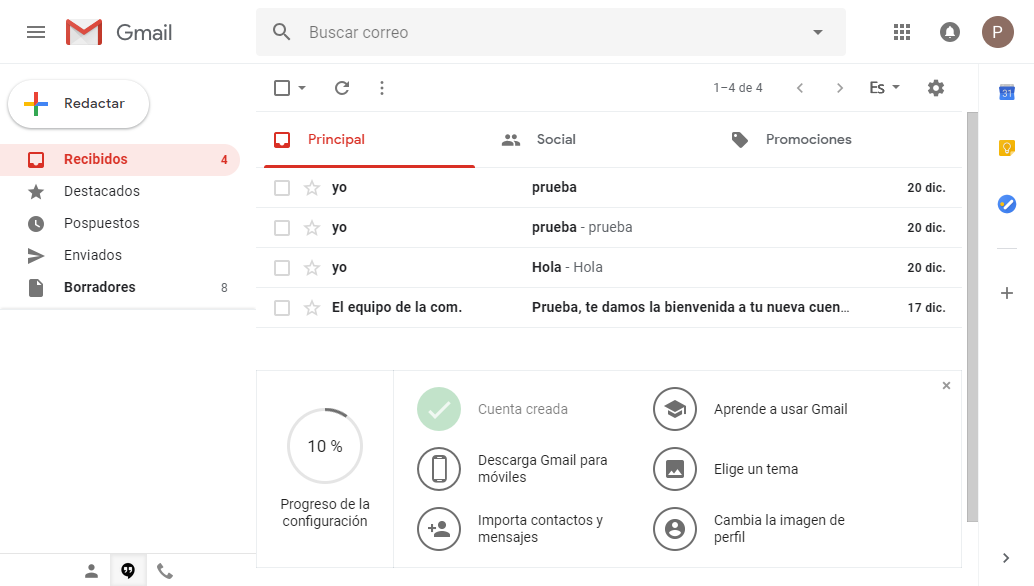 Gmail
Buscar correo
P
Redactar
1–4 de 4
Es
31
Principal
Social
Promociones
Recibidos 4
Destacados
Pospuestos
Enviados
Borradores 8
yo prueba 20 dic.
yo prueba - prueba 20 dic.
yo Hola - Hola 20 dic.
El equipo de la com. Prueba, te damos la bienvenida a tu nueva cuen… 17 dic.
10 %
Progreso de la
configuración
Cuenta creada
Aprende a usar Gmail
Descarga Gmail para
móviles
Elige un tema
Importa contactos y
mensajes
Cambia la imagen de
perfil